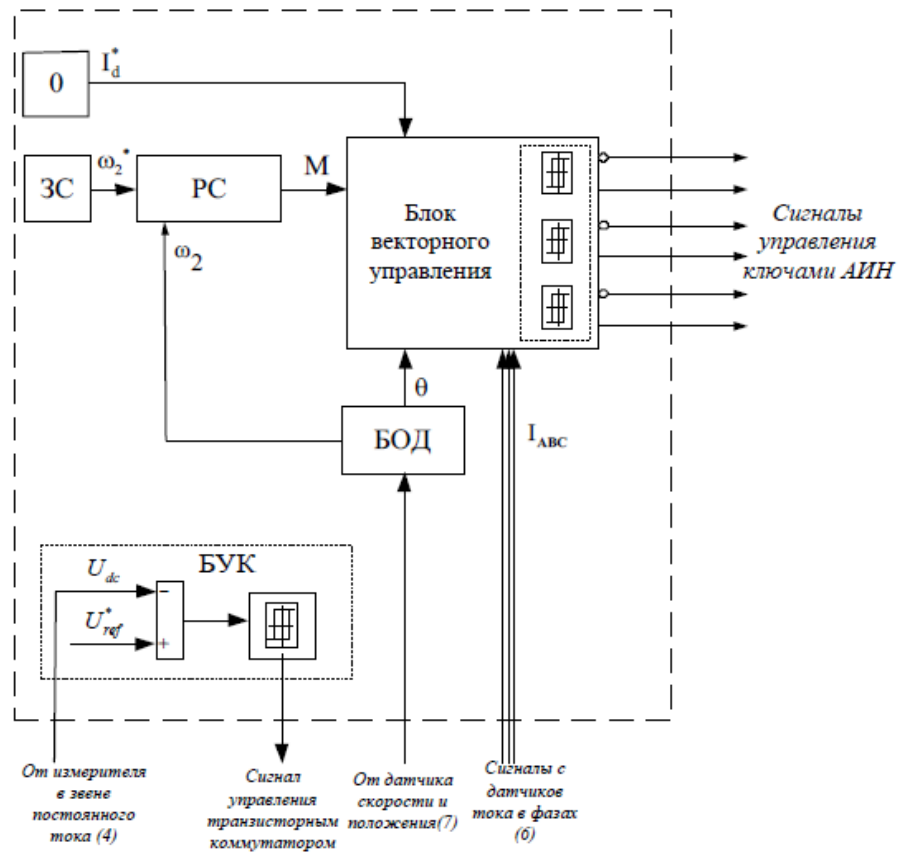 0
I*d
ЗС
ω2*
РС
M
ω2
Блок
векторного
управления
Сигналы
управления
ключами АИН
θ
БОД
IABC
БУК
Udc
−
U*ref
+
От измерителя
в звене
постоянного
тока (4)
Сигнал
управления
транзисторным
коммутатором
От датчика
скорости и
положения(7)
Сигналы с
датчиков
тока в фазах
(6)